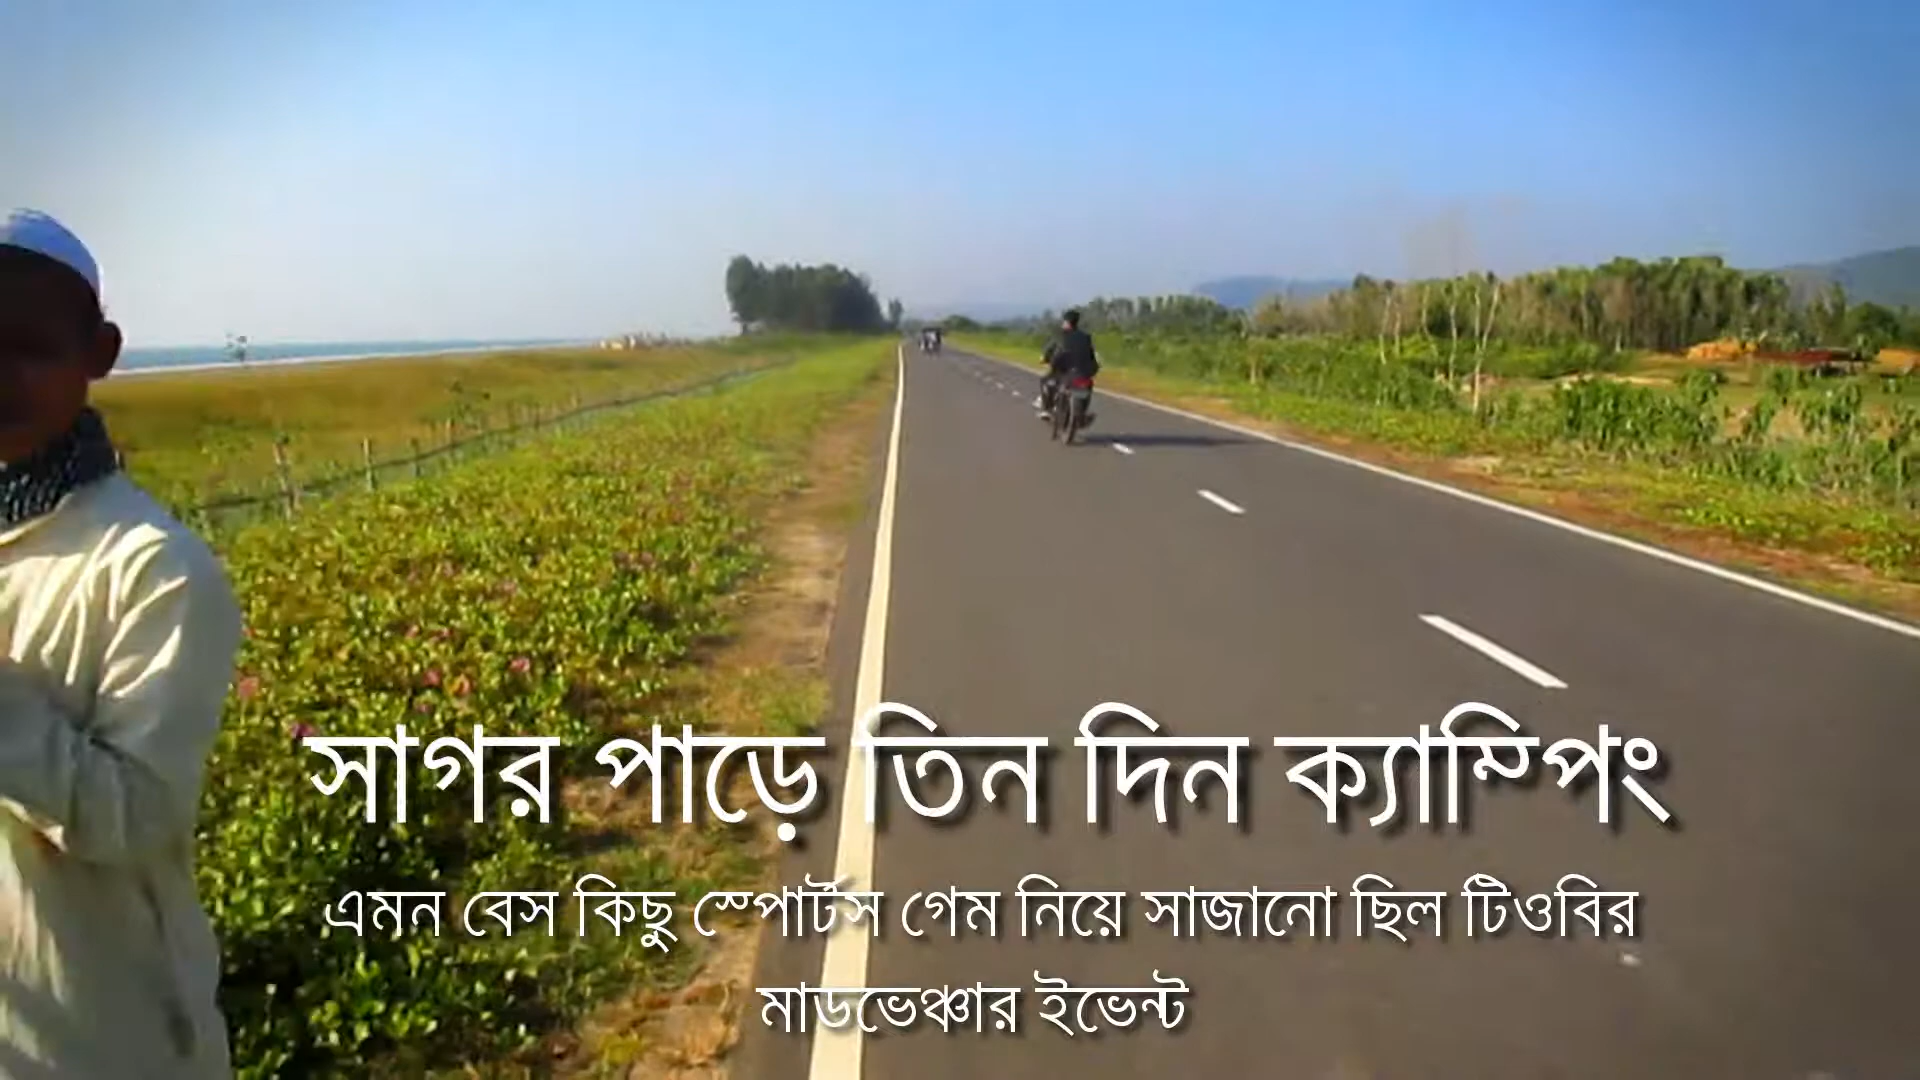 সাগর পাড়ে তিন দিন ক্যাম্পিং
এমন বেস কিছু স্পোর্টস গেম নিয়ে সাজানো ছিল টিওবির
মাডভেঞ্চার ইভেন্ট